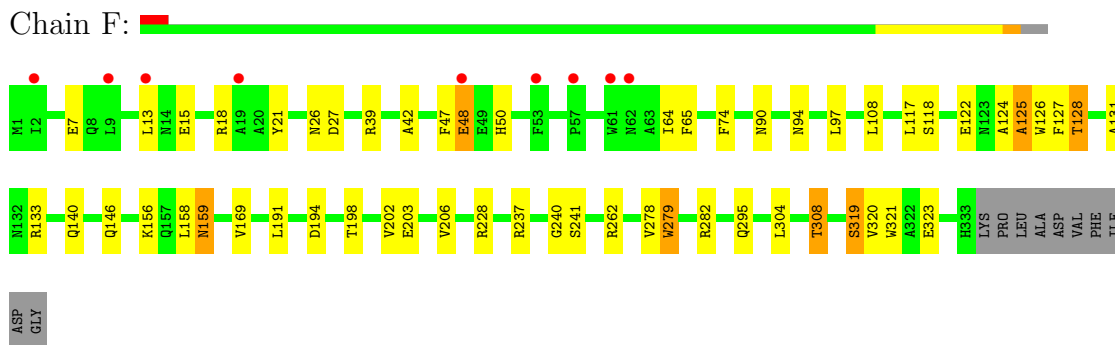 Chain F:
M1 I2 E7 Q8 L9 L13 N14 E15 R18 A19 A20 Y21 N26 D27 R39 A42 F47 E48 E49 H50 F53 P57 W61 N62 A63 I64 F65 F74 N90 N94 L97 L108 L117 S118 E122 N123 A124 A125 W126 F127 T128 A131
N132 R133 Q140 Q146 K156 Q157 L158 N159 V169 L191 D194 T198 V202 E203 V206 R228 R237 G240 S241 R262 V278 W279 R282 Q295 L304 T308 S319 V320 W321 A322 E323 H333 LYS PRO LEU ALA ASP VAL PHE ILE
ASP GLY